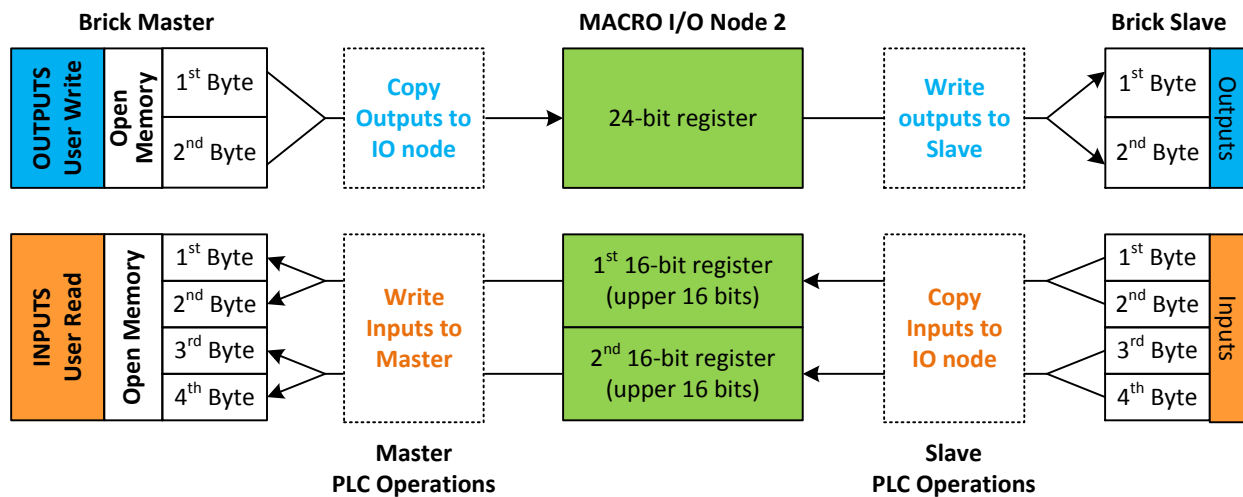 Brick Master
MACRO I/O Node 2
Brick Slave
OUTPUTS
User Write
Open
Memory
1st Byte
2nd Byte
Copy
Outputs to
IO node
24-bit register
Write
outputs to
Slave
1st Byte
2nd Byte
Outputs
INPUTS
User Read
Open Memory
1st Byte
2nd Byte
3rd Byte
4th Byte
Write
Inputs to
Master
1st 16-bit register
(upper 16 bits)
2nd 16-bit register
(upper 16 bits)
Copy
Inputs to
IO node
1st Byte
2nd Byte
3rd Byte
4th Byte
Inputs
Master
PLC Operations
Slave
PLC Operations